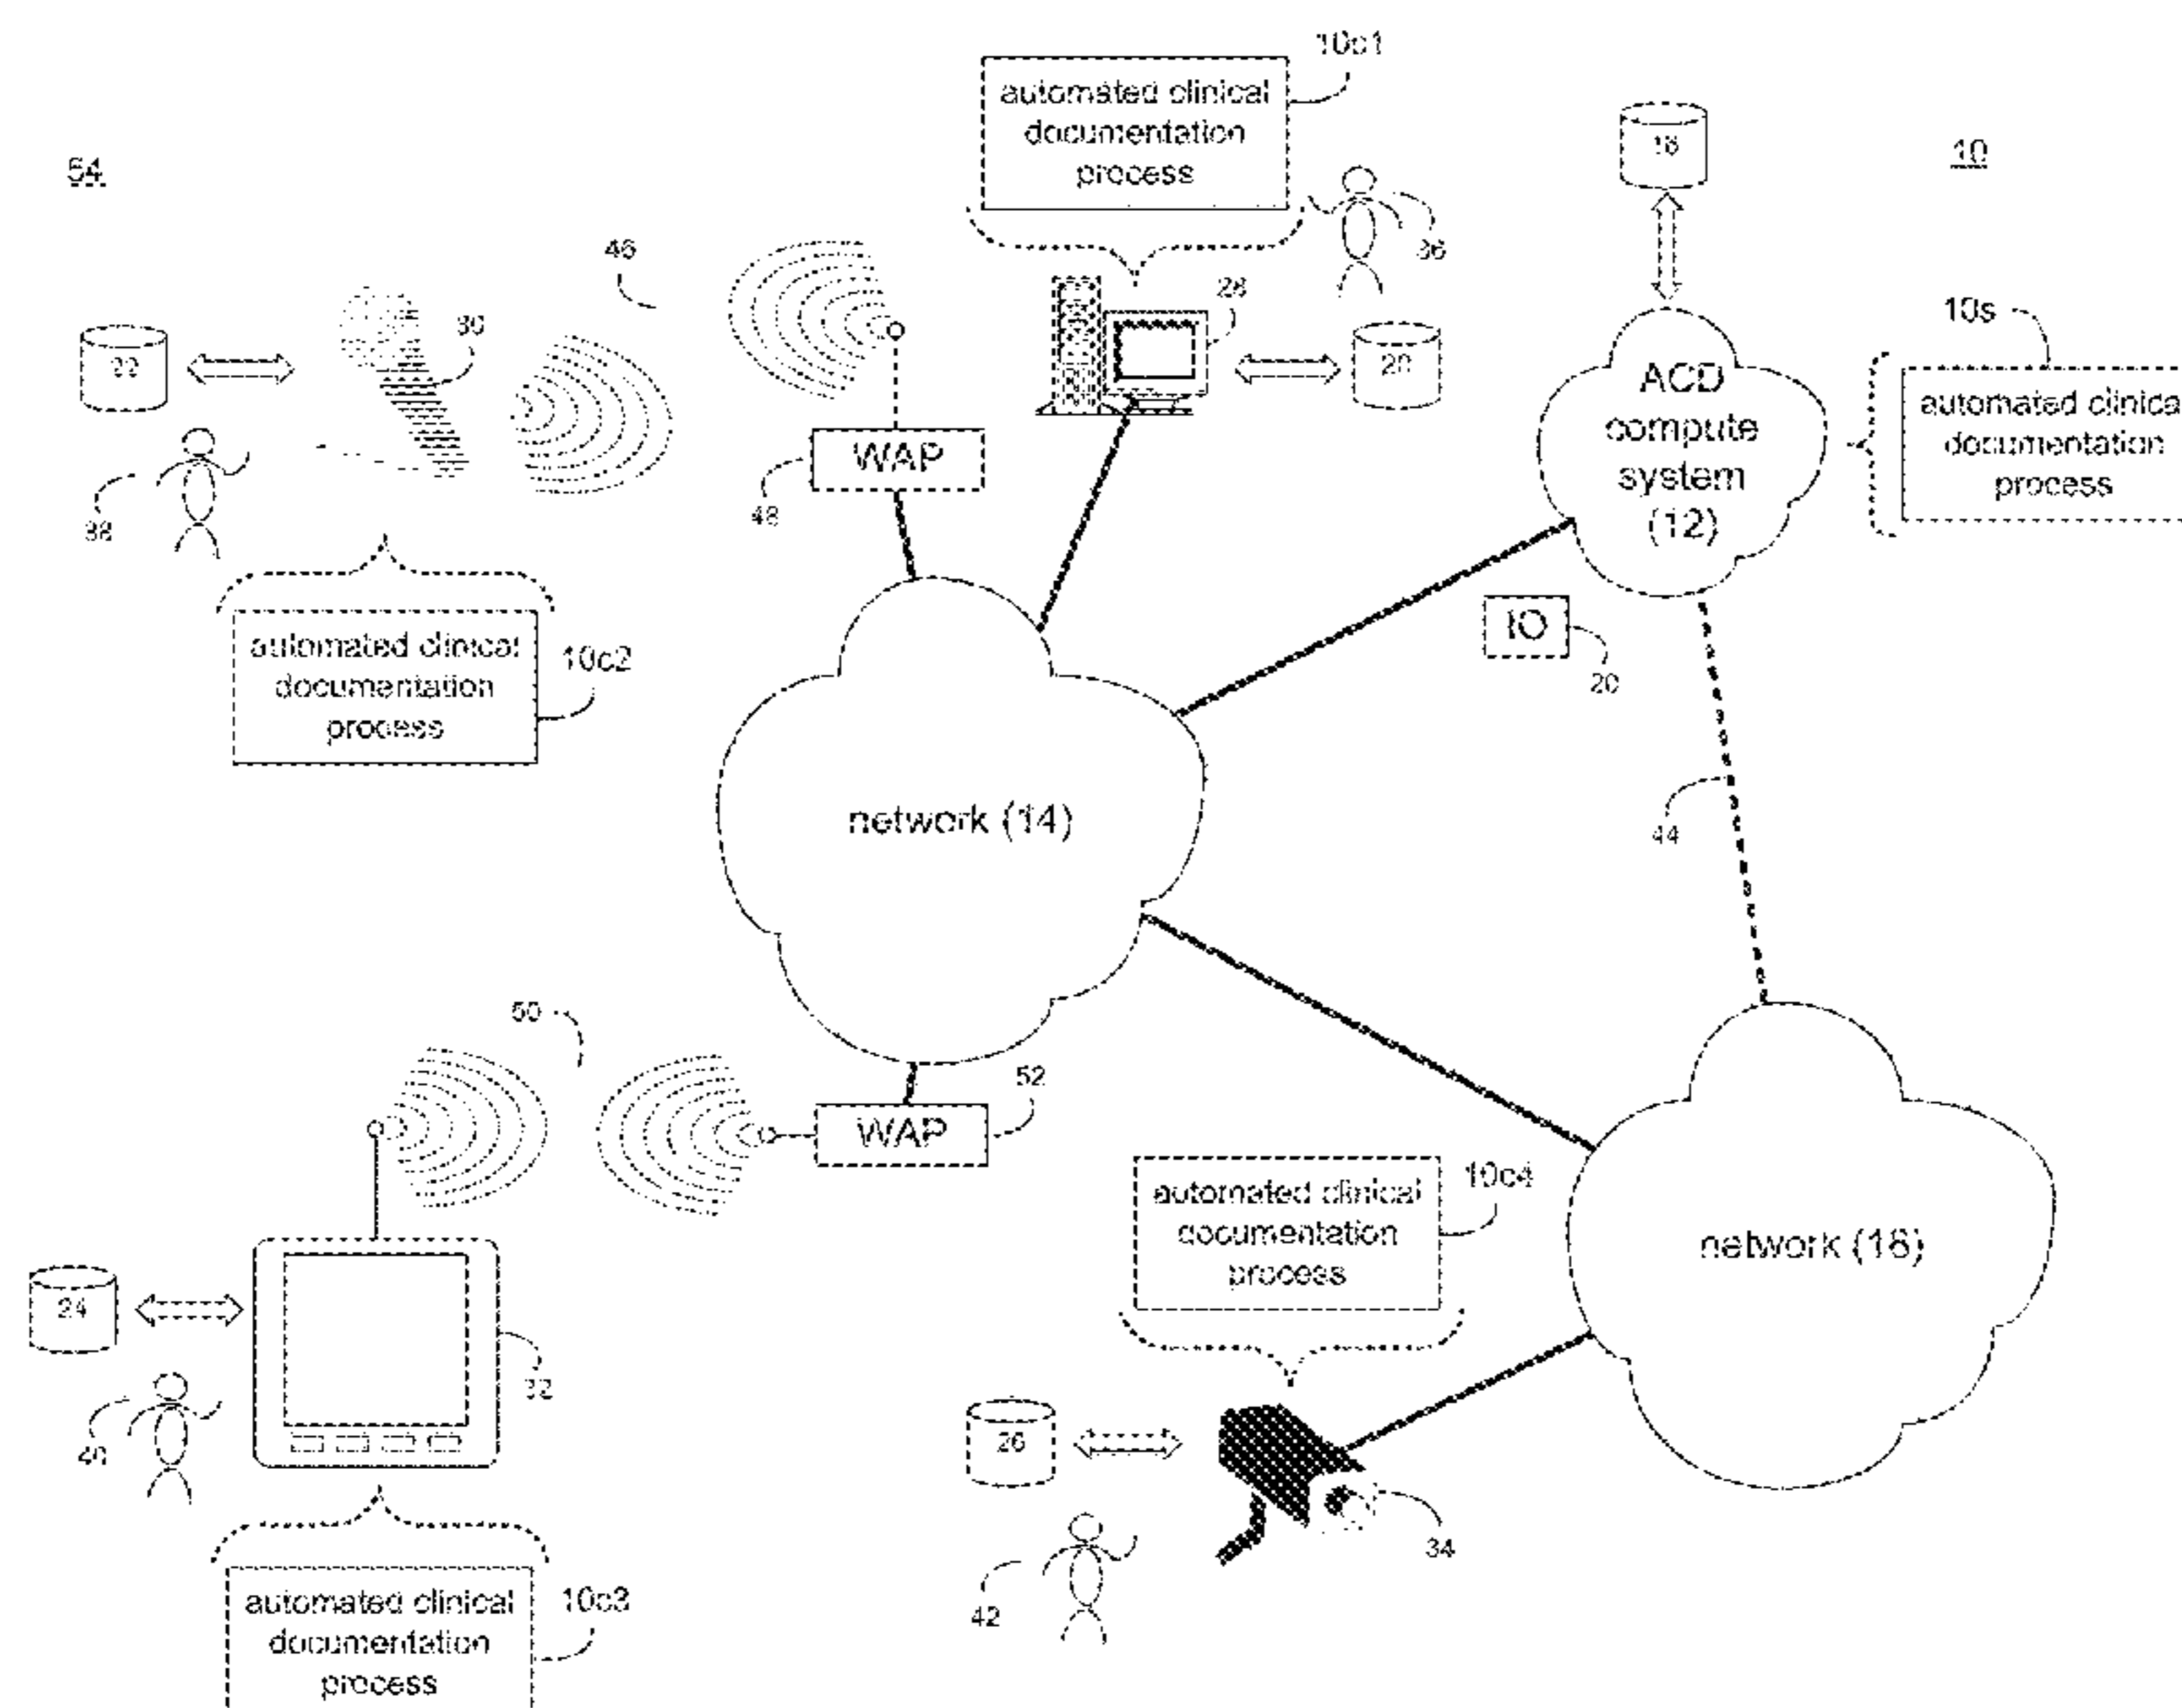 10c1
automated clinical
documentation
process
54
10
36
46
28
10s
30
22
20
ACD
compute
system
(12)
automated clinica
documentation
process
WAP
48
38
IO
20
automated clinical
documentation
process
10c2
network (14)
44
50
52
WAP
automated clinical
documentation
process
10c4
network (18)
24
32
40
26
34
42
automated clinical
documentation
process
10c3